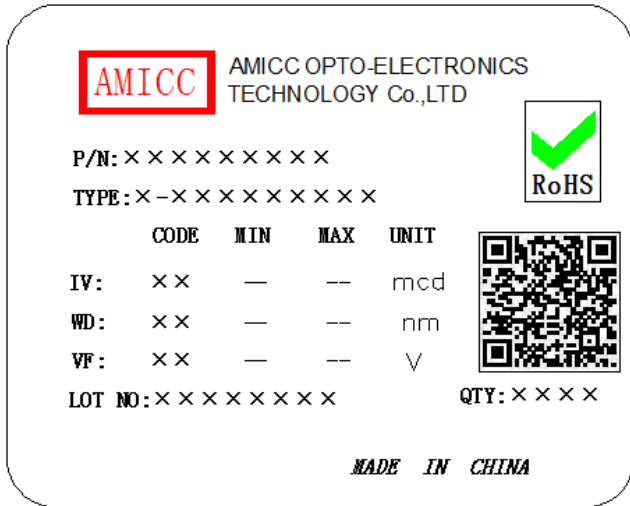 AMICC
AMICC OPTO-ELECTRONICS
TECHNOLOGY Co.,LTD
RoHS
P/N:×××××××××
TYPE:×-×××××××××
CODE MIN MAX UNIT
IV: ×× — -- mcd
WD: ×× — -- nm
VF: ×× — -- V
LOT NO:×××××××× QTY:××××
MADE IN CHINA